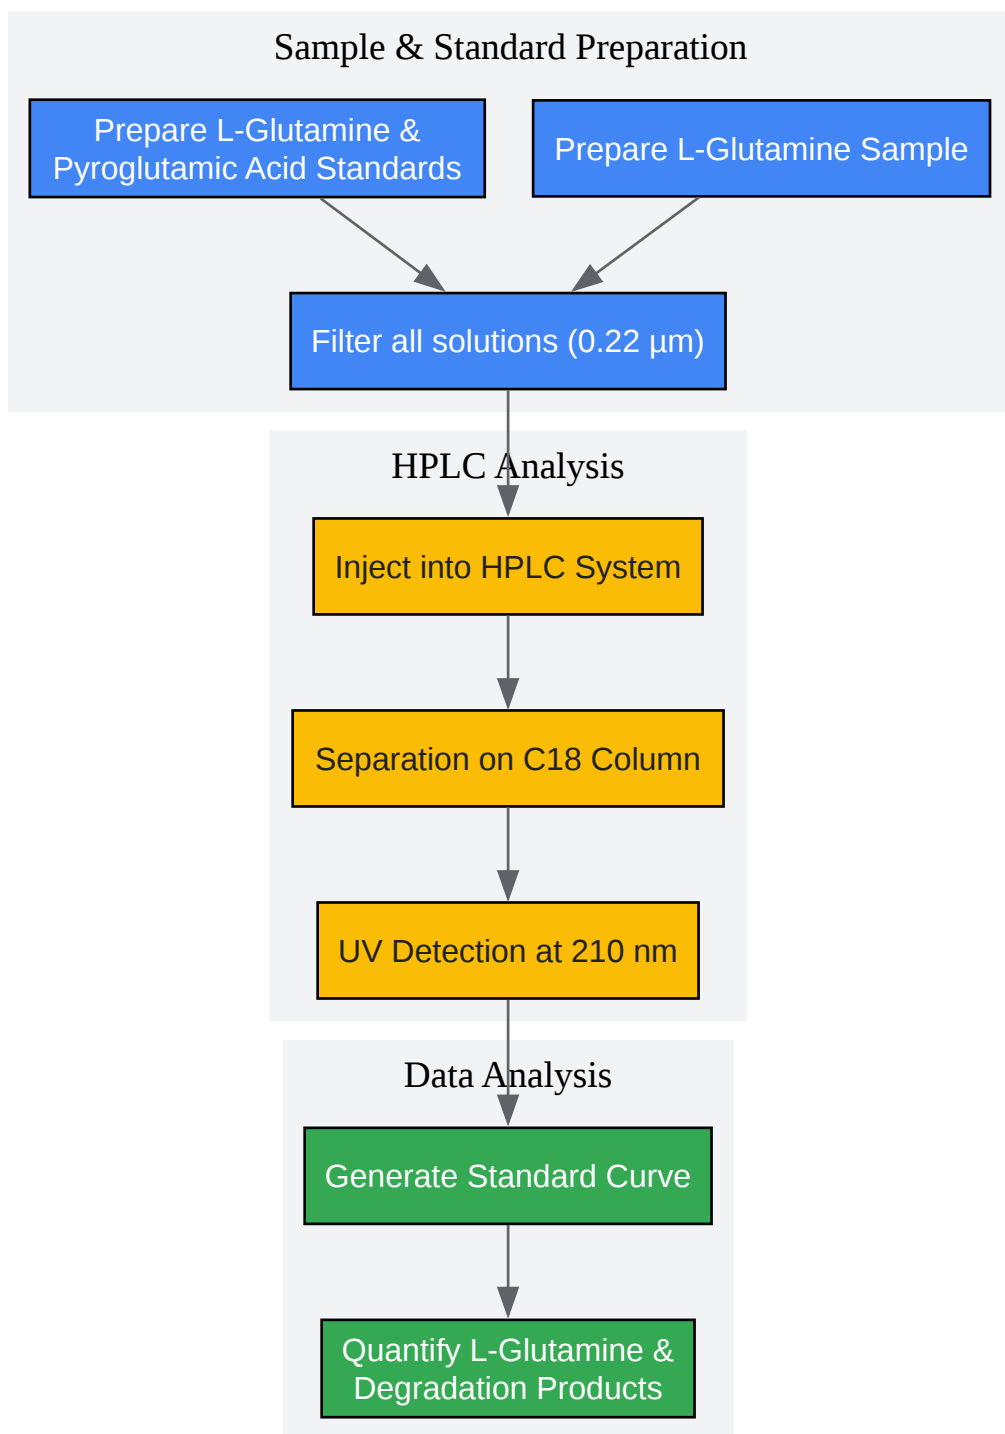 Sample & Standard Preparation
Prepare L-Glutamine &
Pyroglutamic Acid Standards
Prepare L-Glutamine Sample
Filter all solutions (0.22 µm)
HPLC Analysis
Inject into HPLC System
Separation on C18 Column
UV Detection at 210 nm
Data Analysis
Generate Standard Curve
Quantify L-Glutamine &
Degradation Products